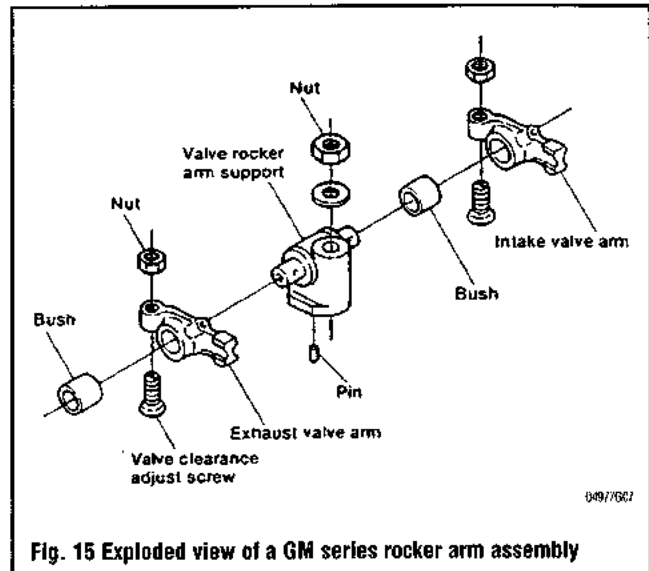 Nut
Valve rocker
arm support
Nut
Intake valve arm
Bush
Bush
Pin
Exhaust valve arm
Valve clearance
adjust screw
04977G07
Fig. 15 Exploded view of a GM series rocker arm assembly